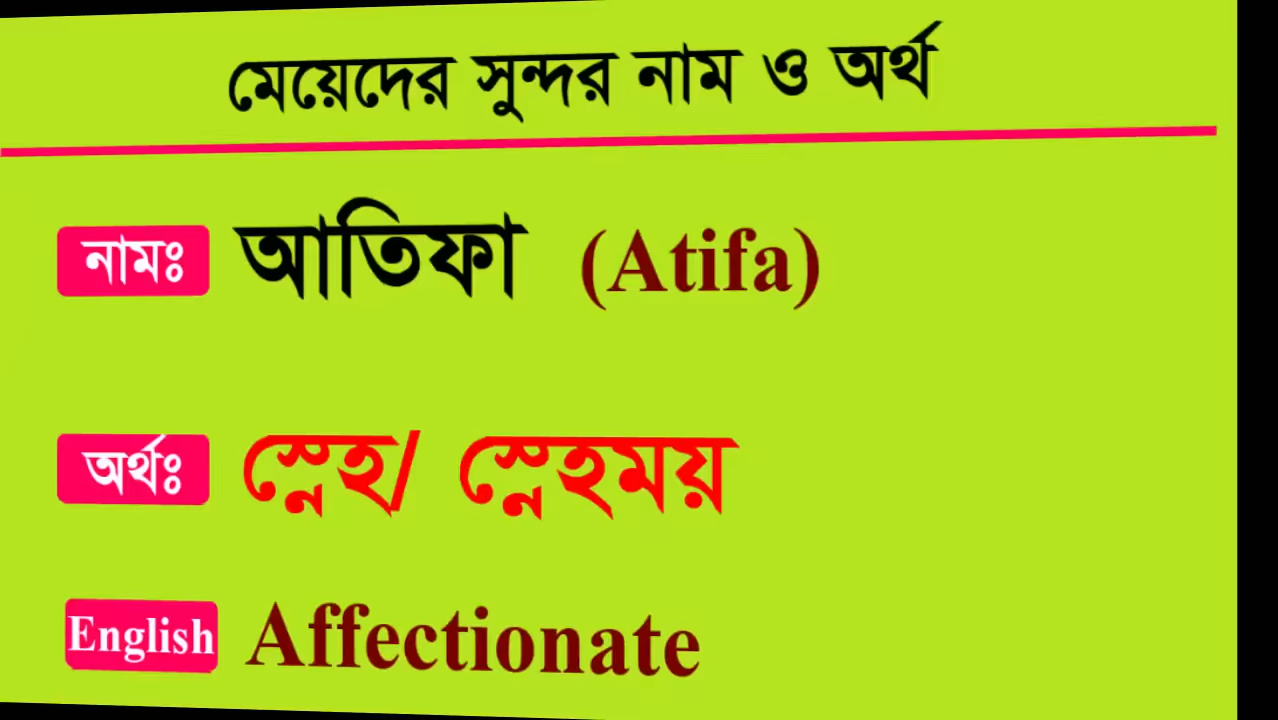 মেয়েদের সুন্দর নাম ও অর্থ
নামঃ আতিফা (Atifa)
অর্থঃ স্নেহ/ স্নেহময়
English Affectionate